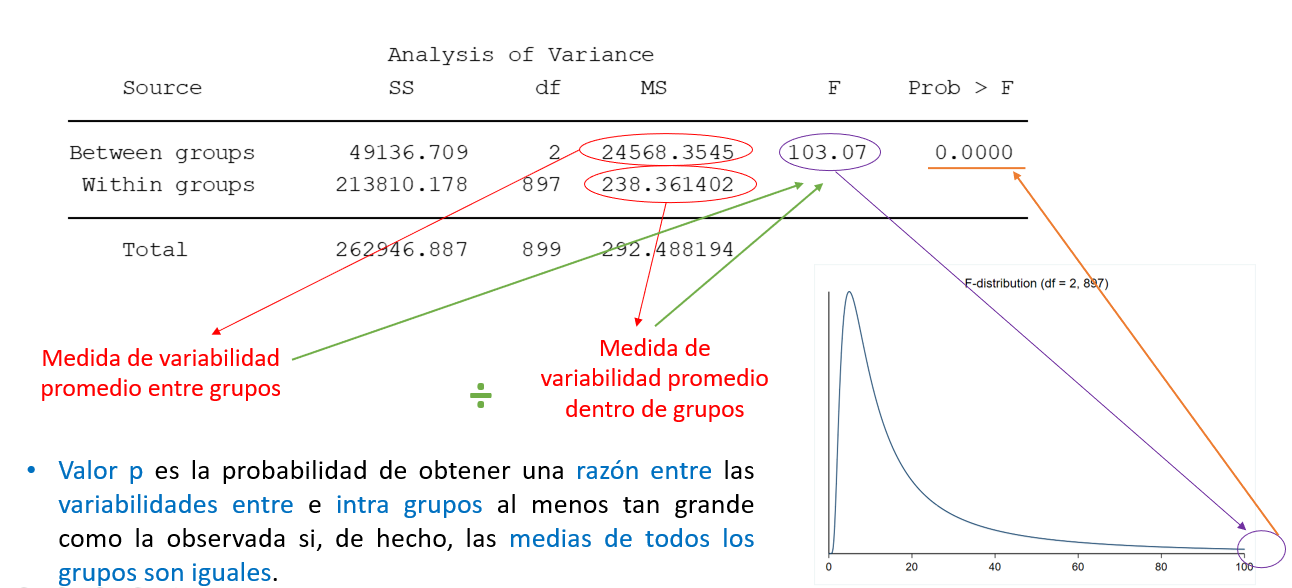 Analysis of Variance
Source SS df MS F Prob > F
Between groups 49136.709 2 24568.3545 103.07 0.0000
Within groups 213810.178 897 238.361402
Total 262946.887 899 292.488194
F-distribution (df = 2, 897)
Medida de variabilidad
promedio entre grupos
÷
Medida de
variabilidad promedio
dentro de grupos
0 20 40 60 80 100
• Valor p es la probabilidad de obtener una razón entre las
variabilidades entre e intra grupos al menos tan grande
como la observada si, de hecho, las medias de todos los
grupos son iguales.